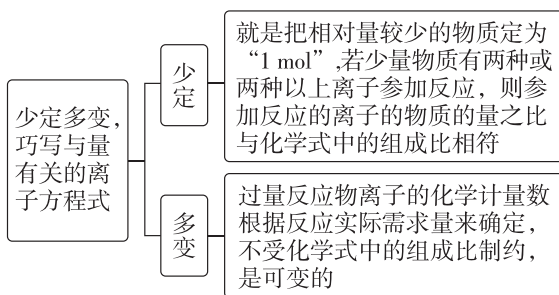 少定多变，
巧写与量
有关的离
子方程式
少
定
就是把相对量较少的物质定为
“1 mol”,若少量物质有两种或
两种以上离子参加反应，则参
加反应的离子的物质的量之比
与化学式中的组成比相符
多
变
过量反应物离子的化学计量数
根据反应实际需求量来确定，
不受化学式中的组成比制约，
是可变的